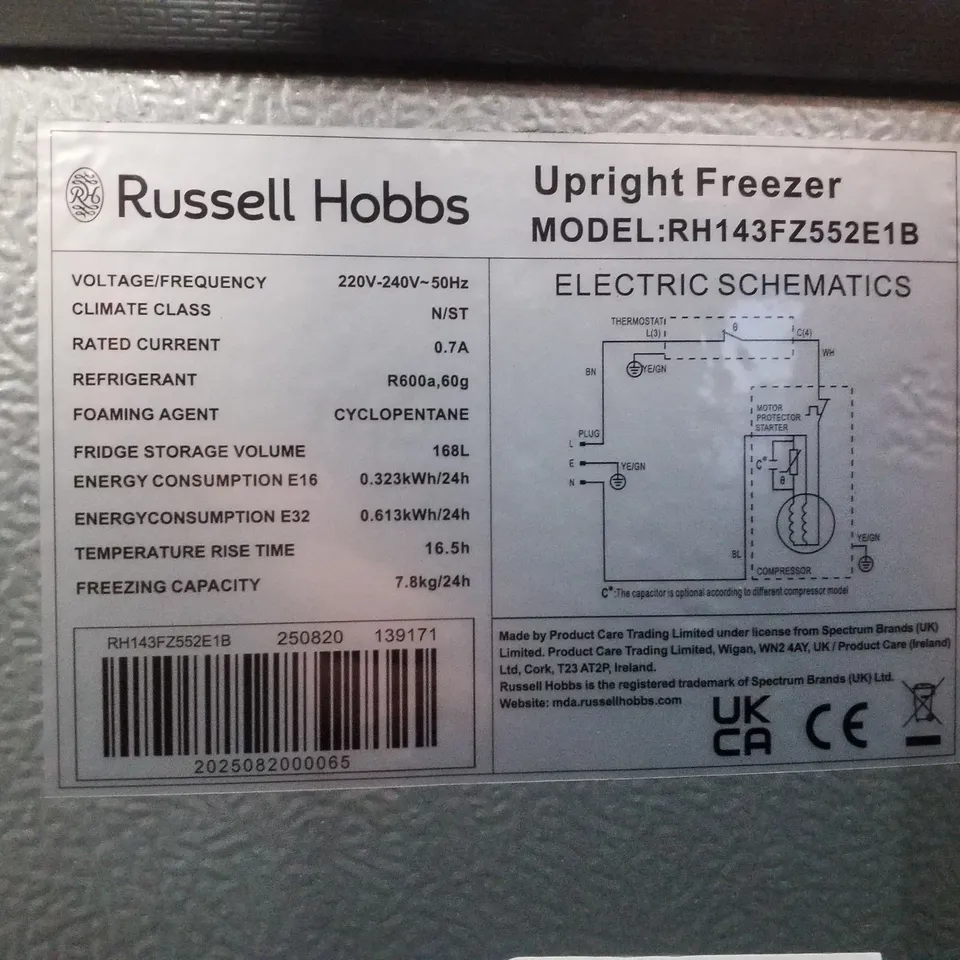 RH Russell Hobbs
Upright Freezer
MODEL:RH143FZ552E1B
VOLTAGE/FREQUENCY 220V-240V~50Hz
CLIMATE CLASS N/ST
RATED CURRENT 0.7A
REFRIGERANT R600a,60g
FOAMING AGENT CYCLOPENTANE
FRIDGE STORAGE VOLUME 168L
ENERGY CONSUMPTION E16 0.323kWh/24h
ENERGYCONSUMPTION E32 0.613kWh/24h
TEMPERATURE RISE TIME 16.5h
FREEZING CAPACITY 7.8kg/24h
RH143FZ552E1B 250820 139171
2025082000065
ELECTRIC SCHEMATICS
THERMOSTAT
L(3)
θ
C(4)
WH
BN
YE/GN
MOTOR
PROTECTOR
STARTER
PLUG
L
E
YE/GN
N
C*
θ
YE/GN
BL
COMPRESSOR
C*:The capacitor is optional according to different compressor model
Made by Product Care Trading Limited under license from Spectrum Brands (UK)
Limited. Product Care Trading Limited, Wigan, WN2 4AY, UK / Product Care (Ireland)
Ltd, Cork, T23 AT2P, Ireland.
Russell Hobbs is the registered trademark of Spectrum Brands (UK) Ltd.
Website: mda.russellhobbs.com
UK
CA
CE